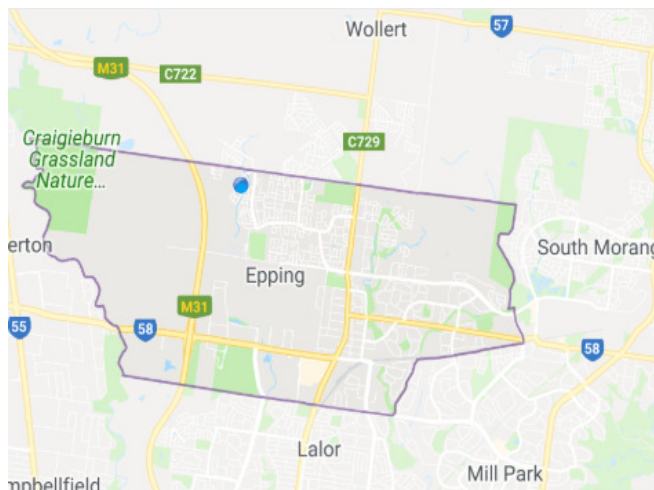 Wollert
57
M31
C722
Craigieburn
Grassland
Nature...
C729
erton
South Morang
Epping
M31
55
58
58
Lalor
Mill Park
mpbellfield